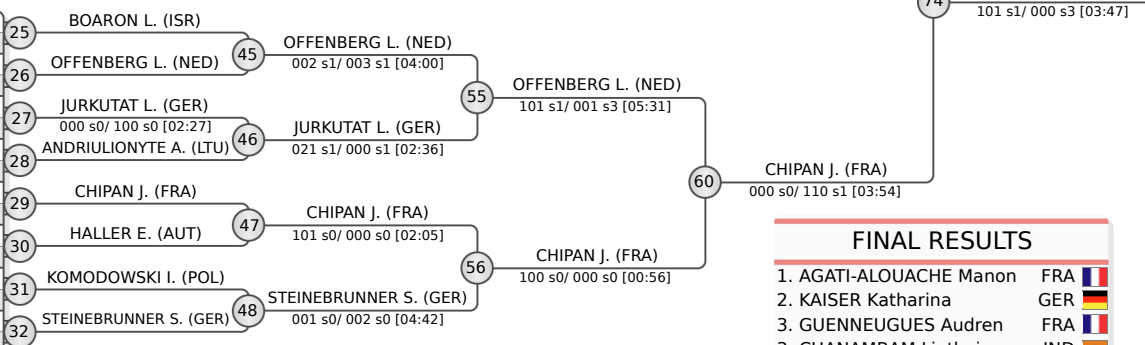 74
101 s1/ 000 s3 [03:47]
25
BOARON L. (ISR)
26
OFFENBERG L. (NED)
45
OFFENBERG L. (NED)
002 s1/ 003 s1 [04:00]
27
JURKUTAT L. (GER)
000 s0/ 100 s0 [02:27]
28
ANDRIULIONYTE A. (LTU)
46
JURKUTAT L. (GER)
021 s1/ 000 s1 [02:36]
55
OFFENBERG L. (NED)
101 s1/ 001 s3 [05:31]
29
CHIPAN J. (FRA)
30
HALLER E. (AUT)
47
CHIPAN J. (FRA)
101 s0/ 000 s0 [02:05]
31
KOMODOWSKI I. (POL)
32
STEINEBRUNNER S. (GER)
48
STEINEBRUNNER S. (GER)
001 s0/ 002 s0 [04:42]
56
CHIPAN J. (FRA)
100 s0/ 000 s0 [00:56]
60
CHIPAN J. (FRA)
000 s0/ 110 s1 [03:54]
FINAL RESULTS
1. AGATI-ALOUACHE Manon FRA
2. KAISER Katharina GER
3. GUENNEUGUES Audren FRA